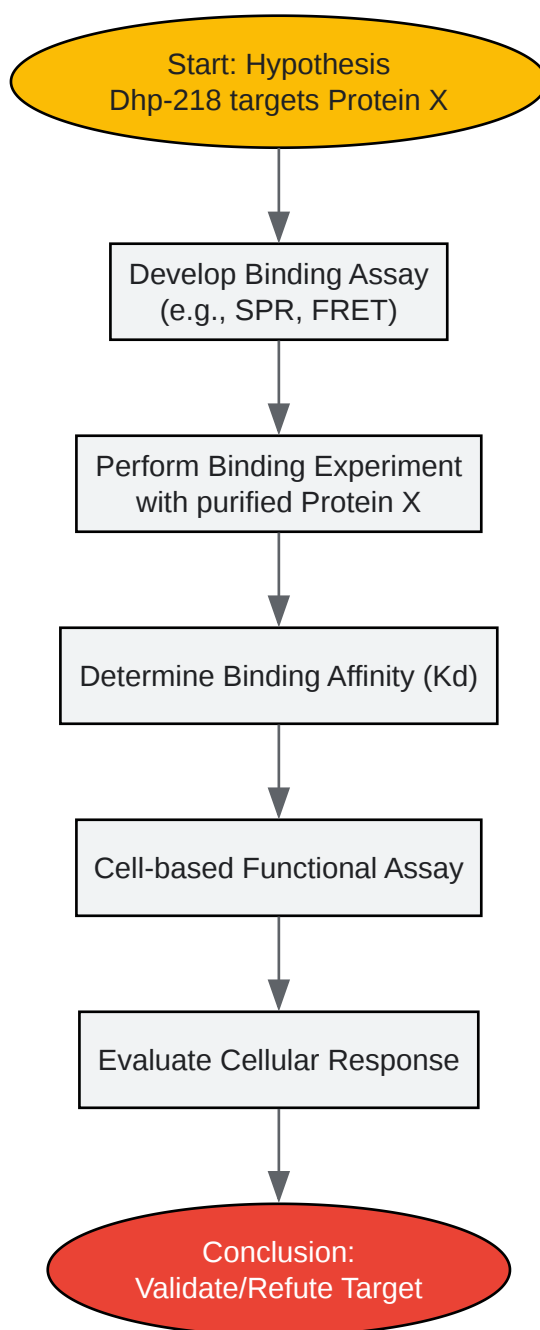 Start: Hypothesis
Dhp-218 targets Protein X
Develop Binding Assay
(e.g., SPR, FRET)
Perform Binding Experiment
with purified Protein X
Determine Binding Affinity (Kd)
Cell-based Functional Assay
Evaluate Cellular Response
Conclusion:
Validate/Refute Target